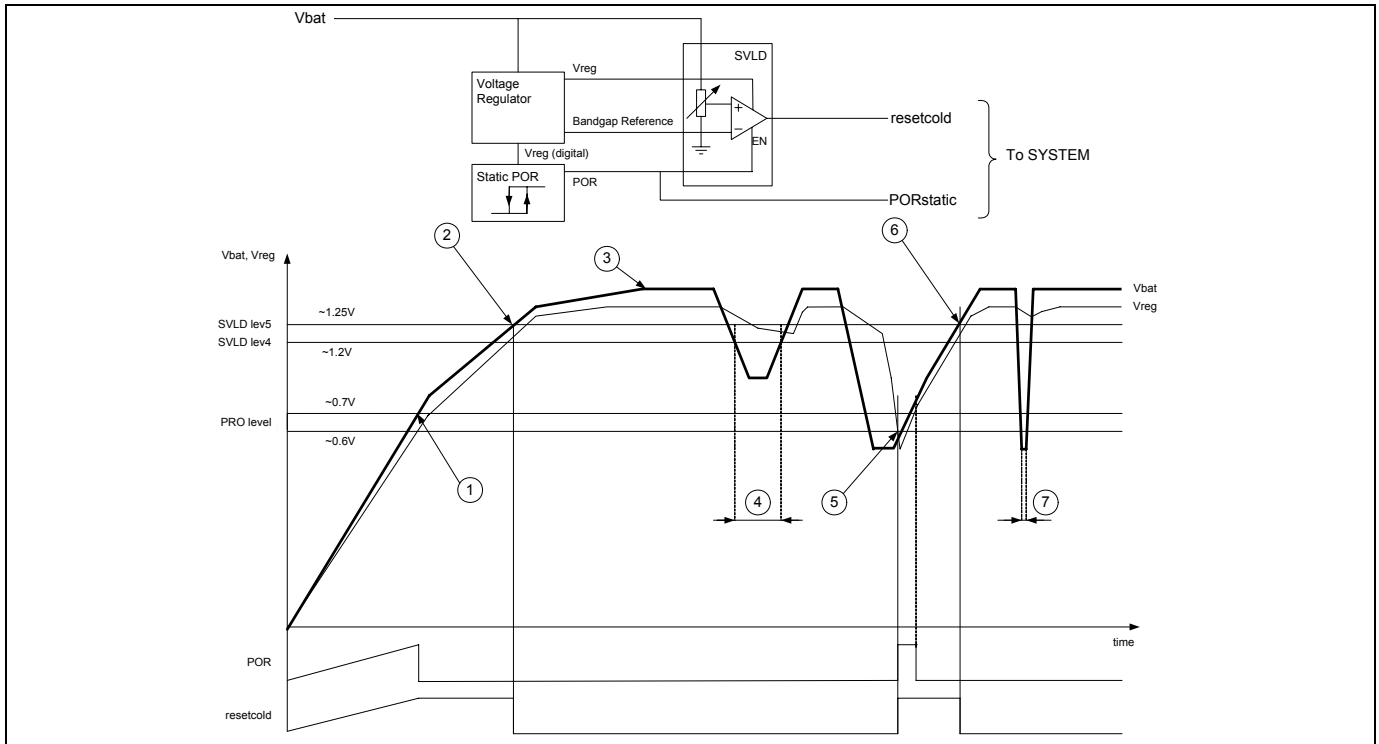 Vbat
SVLD
Vreg
Voltage
Regulator
Bandgap Reference
+
−
EN
resetcold
To SYSTEM
Vreg (digital)
Static POR
POR
PORstatic
2
3
6
Vbat, Vreg
Vbat
Vreg
~1.25V
SVLD lev5
SVLD lev4
~1.2V
~0.7V
PRO level
~0.6V
1
4
5
7
time
POR
resetcold